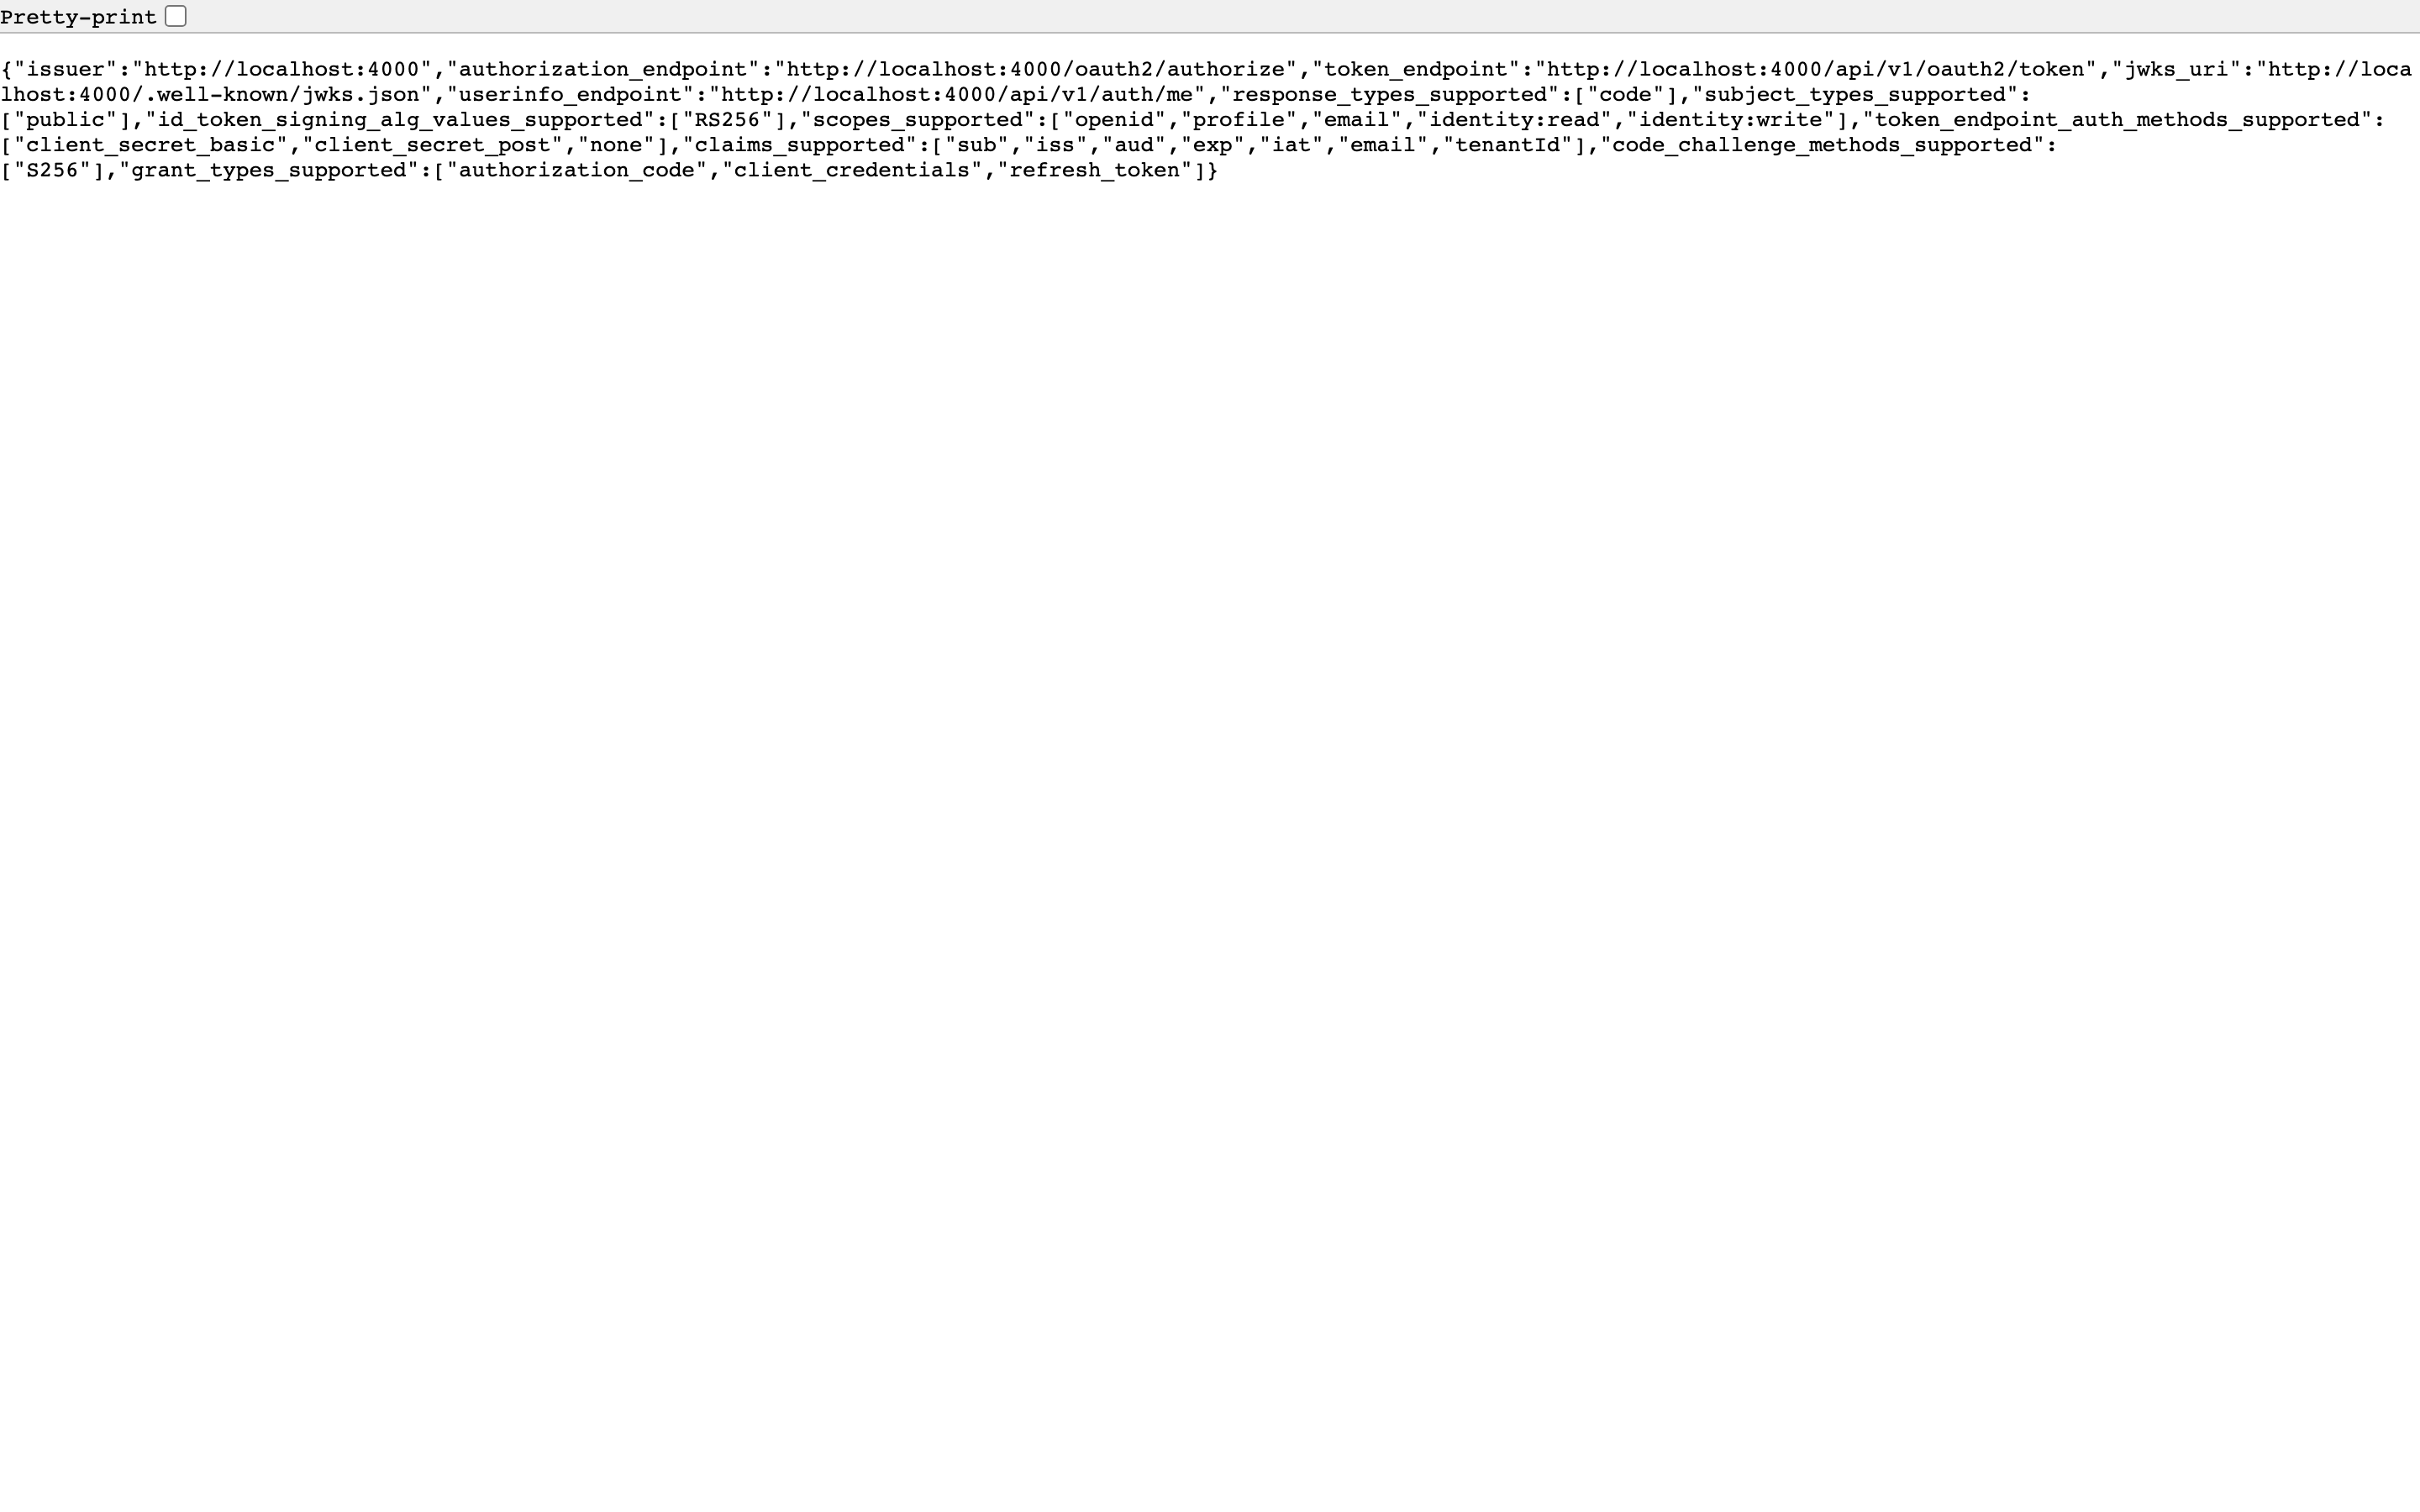 Pretty-print
{"issuer":"http://localhost:4000","authorization_endpoint":"http://localhost:4000/oauth2/authorize","token_endpoint":"http://localhost:4000/api/v1/oauth2/token","jwks_uri":"http://loca
lhost:4000/.well-known/jwks.json","userinfo_endpoint":"http://localhost:4000/api/v1/auth/me","response_types_supported":["code"],"subject_types_supported":
["public"],"id_token_signing_alg_values_supported":["RS256"],"scopes_supported":["openid","profile","email","identity:read","identity:write"],"token_endpoint_auth_methods_supported":
["client_secret_basic","client_secret_post","none"],"claims_supported":["sub","iss","aud","exp","iat","email","tenantId"],"code_challenge_methods_supported":
["S256"],"grant_types_supported":["authorization_code","client_credentials","refresh_token"]}